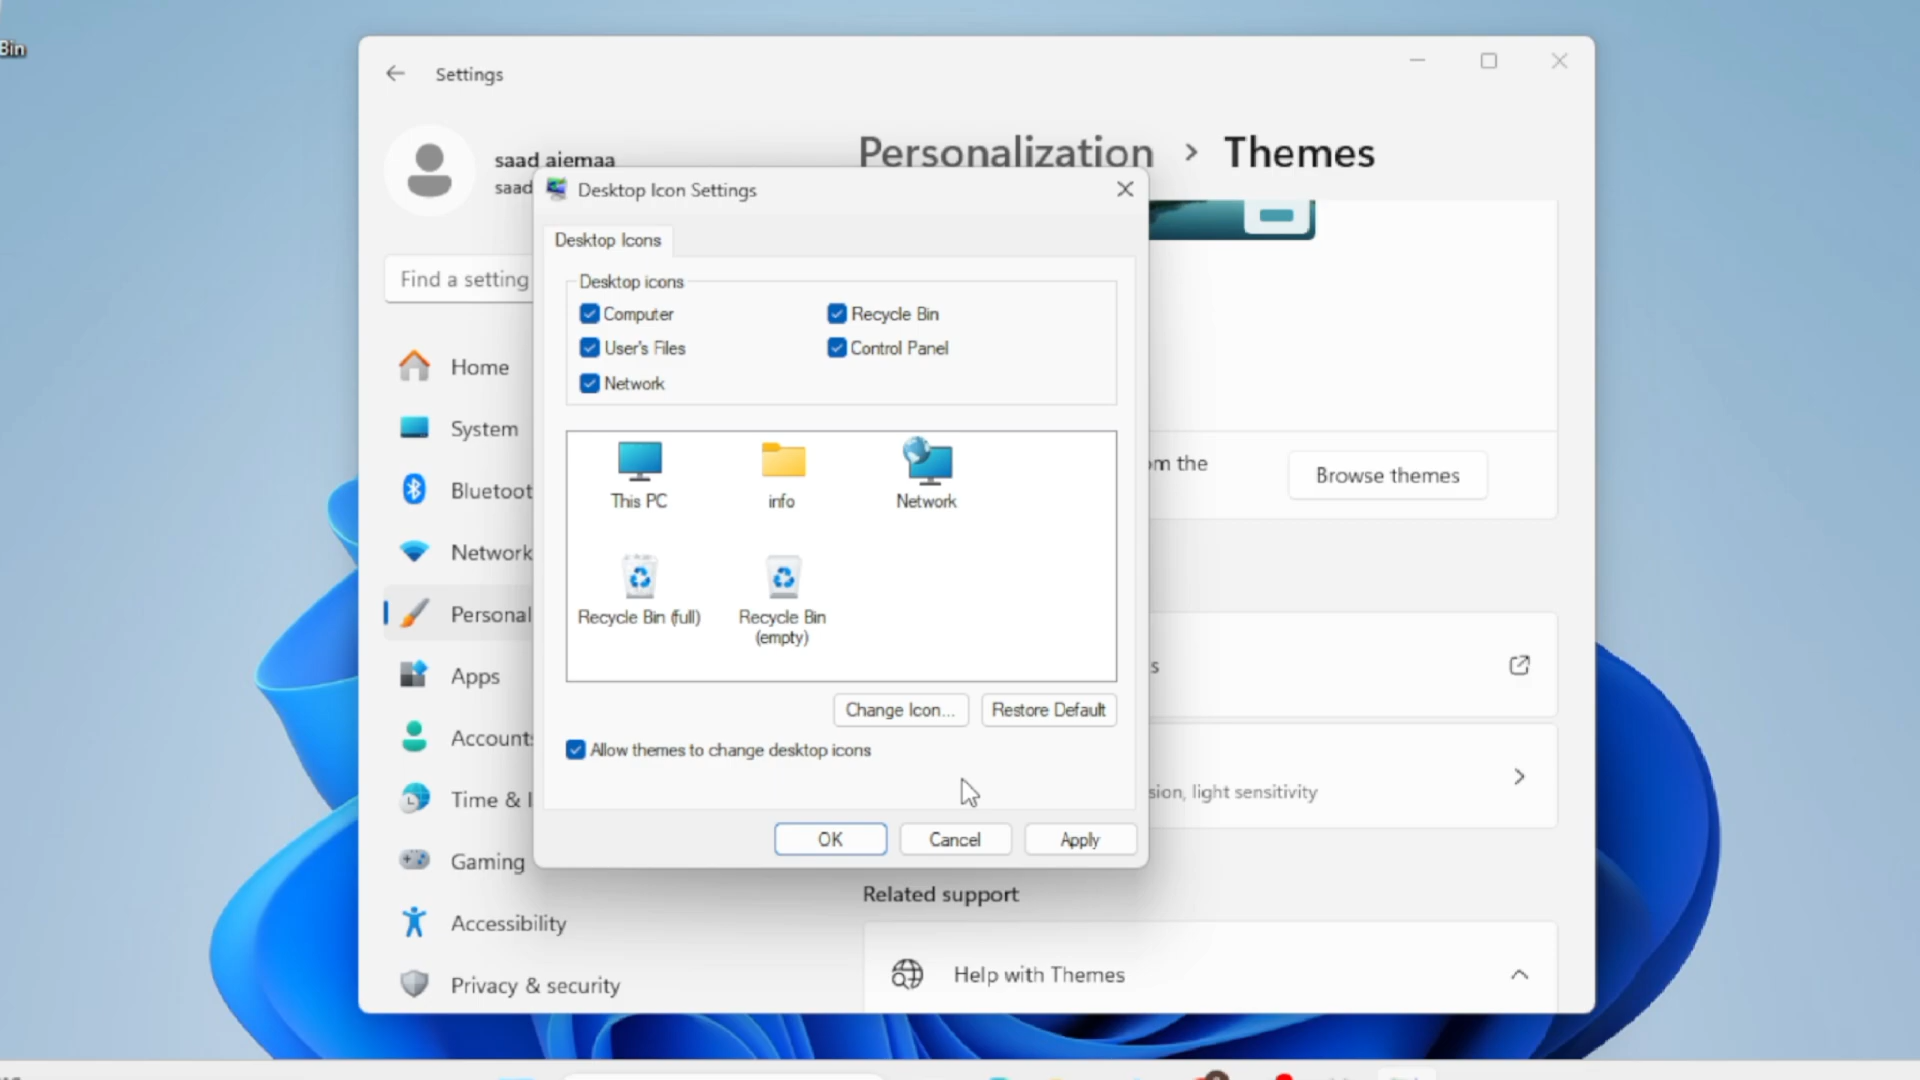 Bin
Settings
saad ajemaa
saad
Personalization > Themes
Desktop Icon Settings
Desktop Icons
Find a setting
Desktop icons
Computer
Recycle Bin
User's Files
Control Panel
Network
Home
System
Bluetoot
Network
Personal
Apps
Accounts
Time &
Gaming
Accessibility
Privacy & security
This PC
info
Network
Recycle Bin (full)
Recycle Bin
(empty)
Change Icon...
Restore Default
Allow themes to change desktop icons
OK
Cancel
Apply
om the
Browse themes
s
sion, light sensitivity
Related support
Help with Themes